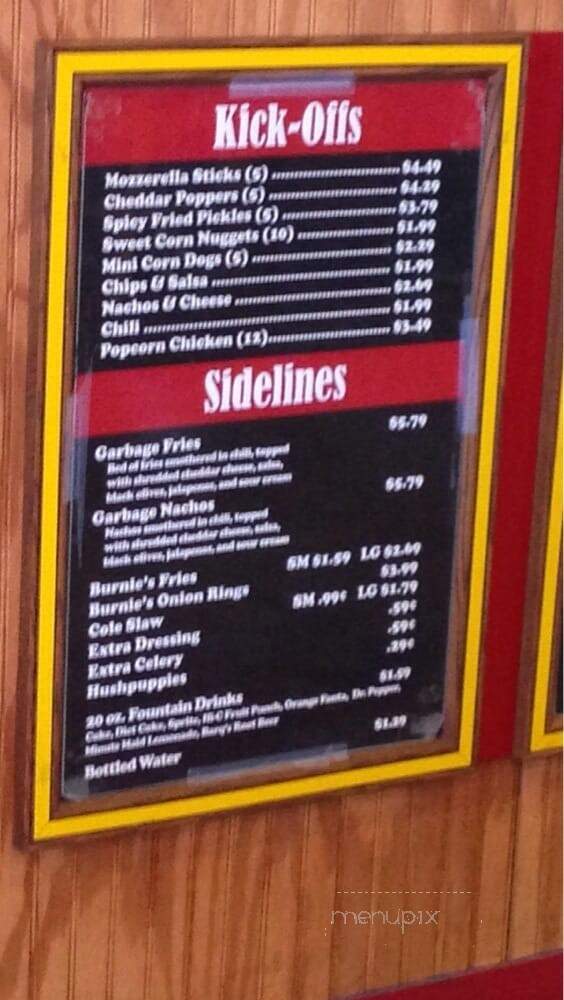 Kick-Offs
Mozzerella Sticks (5) $4.49
Cheddar Poppers (5) $4.29
Spicy Fried Pickles (5) $3.79
Sweet Corn Nuggets (10) $1.99
Mini Corn Dogs (5) $2.29
Chips & Salsa $1.99
Nachos & Cheese $2.69
Chili $1.99
Popcorn Chicken (12) $3.49
Sidelines
Garbage Fries $5.79
Bed of fries smothered in chili, topped
with shredded cheddar cheese, salsa,
black olives, jalapenos, and sour cream
Garbage Nachos $5.79
Nachos smothered in chili, topped
with shredded cheddar cheese, salsa,
black olives, jalapenos, and sour cream
Burnie's Fries SM $1.59 LG $2.69
Burnie's Onion Rings $3.99
Cole Slaw SM .99¢ LG $1.79
Extra Dressing .59¢
Extra Celery .59¢
Hushpuppies .29¢
20 oz. Fountain Drinks $1.59
Coke, Diet Coke, Sprite, Hi-C Fruit Punch, Orange Fanta, Dr. Pepper,
Minute Maid Lemonade, Barq's Root Beer
Bottled Water $1.29
menupix